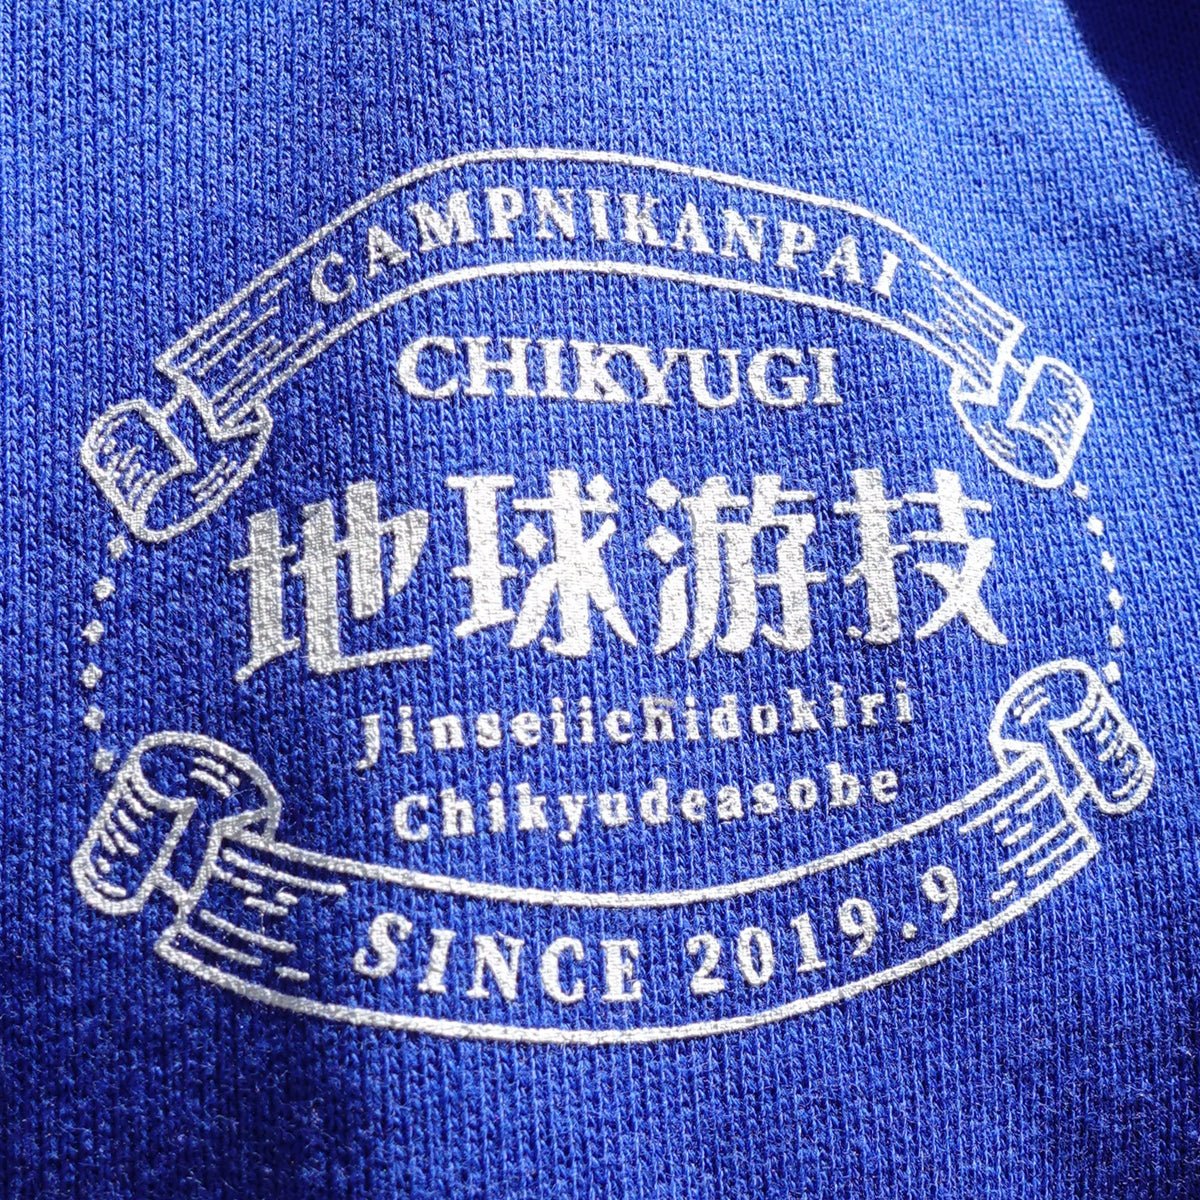 CAMPNIKANPAI
CHIKYUGI
地球游技
Jinseiichidokiri
Chikyudeasobe
SINCE 2019.9